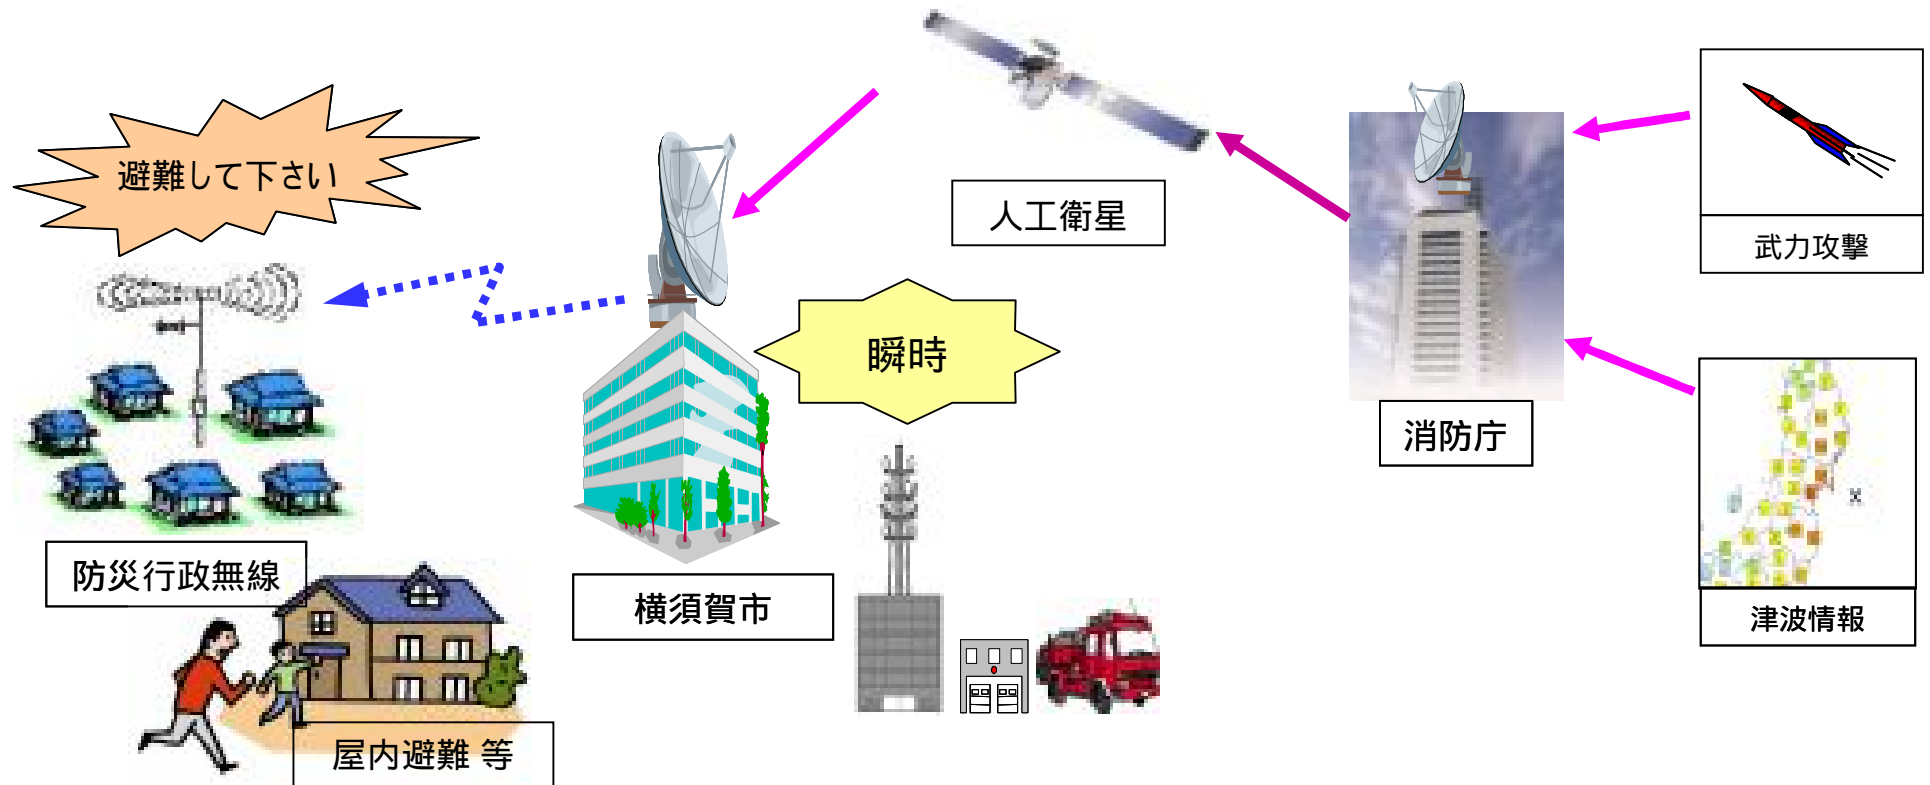 避難して下さい
人工衛星
武力攻撃
瞬時
消防庁
防災行政無線
横須賀市
津波情報
屋内避難 等